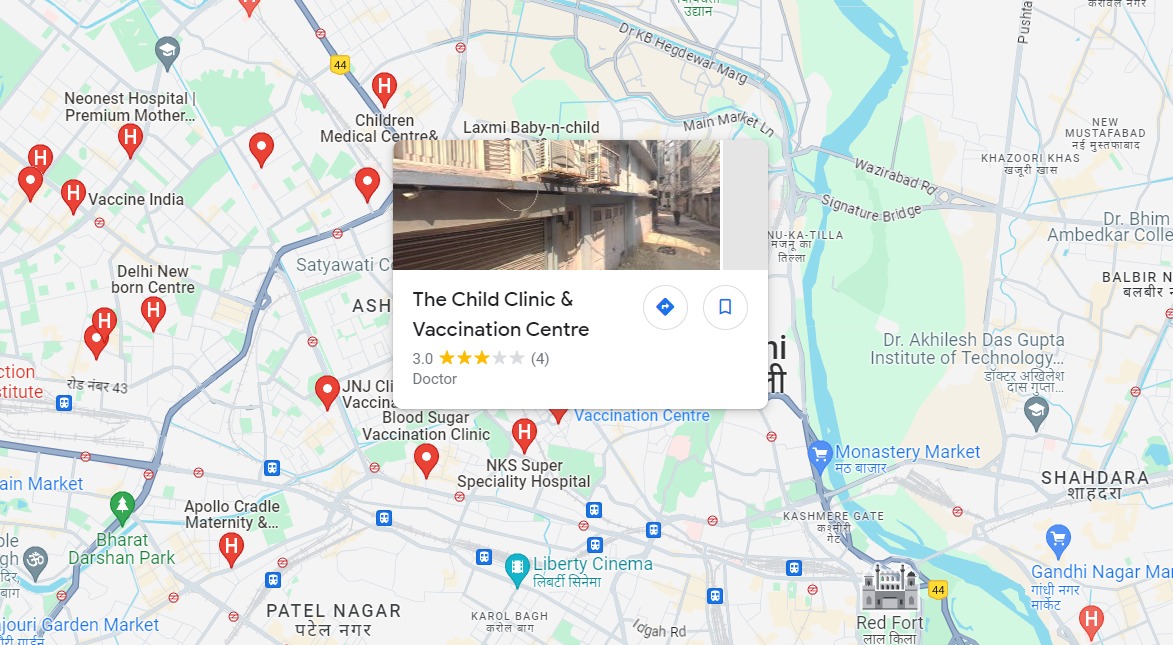 उद्यान
करावल नगर
Pushta
44
Dr KB Hegdewar Marg
Neonest Hospital |
Premium Mother...
Children
Medical Centre&
Laxmi Baby-n-child
Main Market Ln
NEW
MUSTAFABAD
नई मुस्तफाबाद
KHAJOORI KHAS
खजूरी खास
Wazirabad Rd
Signature Bridge
Vaccine India
Dr. Bhim
Ambedkar Colle
NU-KA-TILLA
मजनू का
तिल्ला
Delhi New
born Centre
Satyawati C
BALBIR N
बलबीर न
ASH
The Child Clinic &
Vaccination Centre
3.0
(4)
Doctor
Dr. Akhilesh Das Gupta
Institute of Technology...
डॉक्टर अखिलेश
दास गुप्ता...
ction
stitute
रोड नंबर 43
JNJ Cli
Vaccina
Vaccination Centre
Blood Sugar
Vaccination Clinic
NKS Super
Speciality Hospital
Monastery Market
मठ बाजार
SHAHDARA
शाहदरा
ain Market
Apollo Cradle
Maternity &...
KASHMERE GATE
कश्मीरी
गेट
Bharat
Darshan Park
Liberty Cinema
लिबर्टी सिनेमा
Gandhi Nagar Mar
गांधी नगर
मार्केट
44
PATEL NAGAR
पटेल नगर
KAROL BAGH
करोल बाग
Idgah Rd
Red Fort
लाल किला
jouri Garden Market